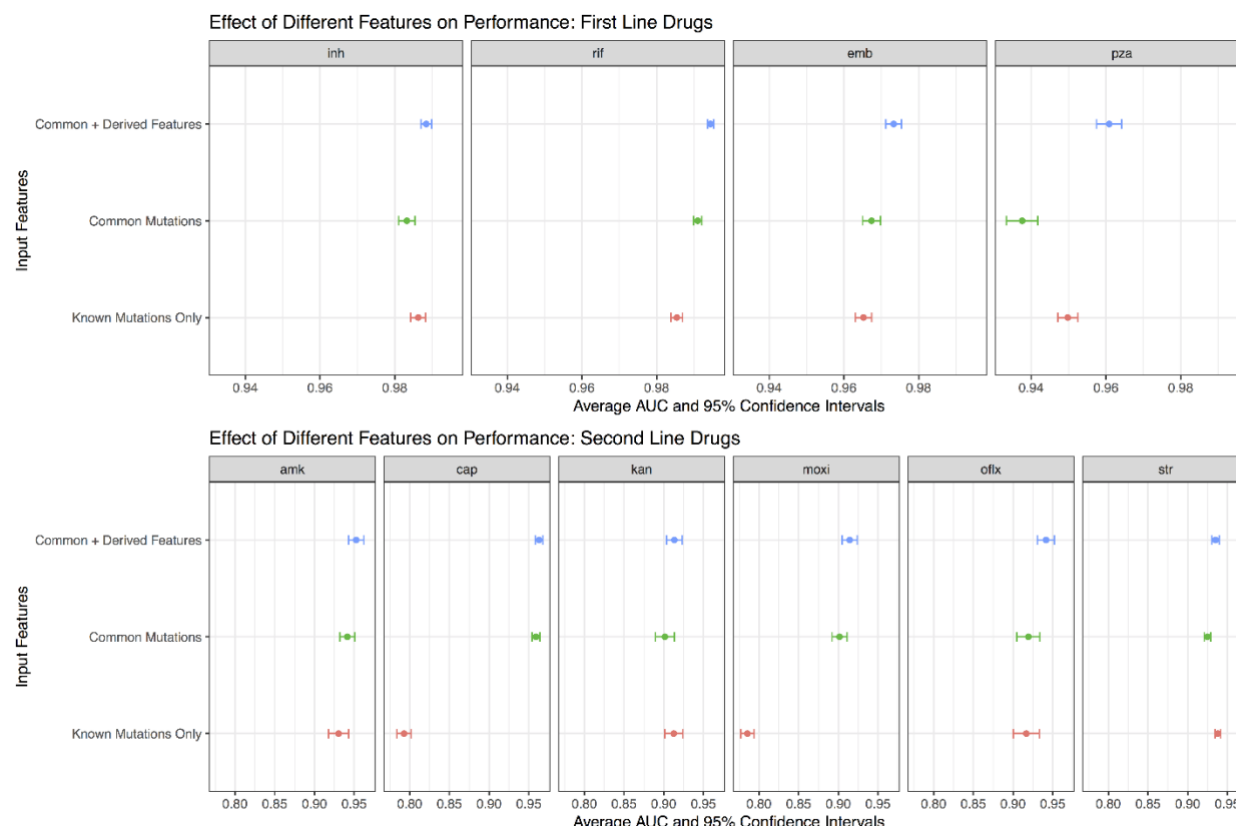 Effect of Different Features on Performance: First Line Drugs
inh rif emb pza
Input Features
Common + Derived Features
Common Mutations
Known Mutations Only
0.94 0.96 0.98 0.94 0.96 0.98 0.94 0.96 0.98 0.94 0.96 0.98
Average AUC and 95% Confidence Intervals
Effect of Different Features on Performance: Second Line Drugs
amk cap kan moxi oflx str
Input Features
Common + Derived Features
Common Mutations
Known Mutations Only
0.80 0.85 0.90 0.95 0.80 0.85 0.90 0.95 0.80 0.85 0.90 0.95 0.80 0.85 0.90 0.95 0.80 0.85 0.90 0.95 0.80 0.85 0.90 0.95
Average AUC and 95% Confidence Intervals